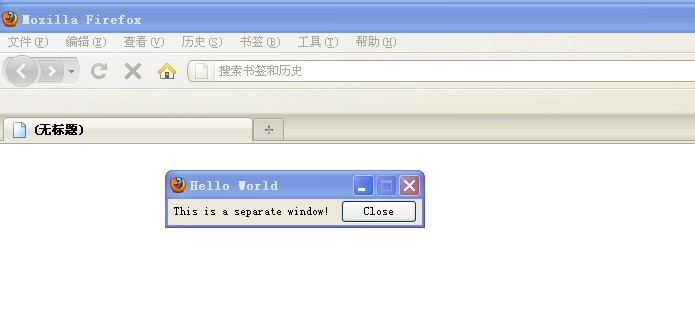 Mozilla Firefox
文件(F) 编辑(E) 查看(V) 历史(S) 书签(B) 工具(T) 帮助(H)
搜索书签和历史
(无标题)
Hello World
This is a separate window! Close